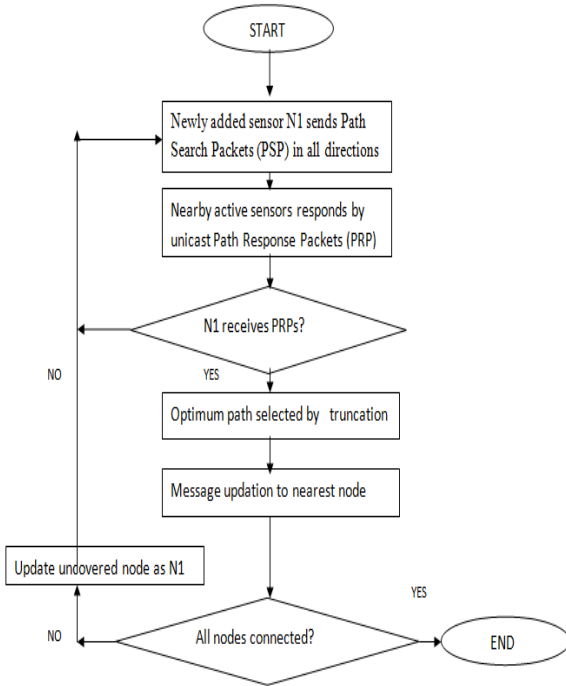 START
Newly added sensor N1 sends Path
Search Packets (PSP) in all directions
Nearby active sensors responds by
unicast Path Response Packets (PRP)
N1 receives PRPs?
NO
YES
Optimum path selected by truncation
Message updation to nearest node
Update uncovered node as N1
YES
NO
All nodes connected?
END